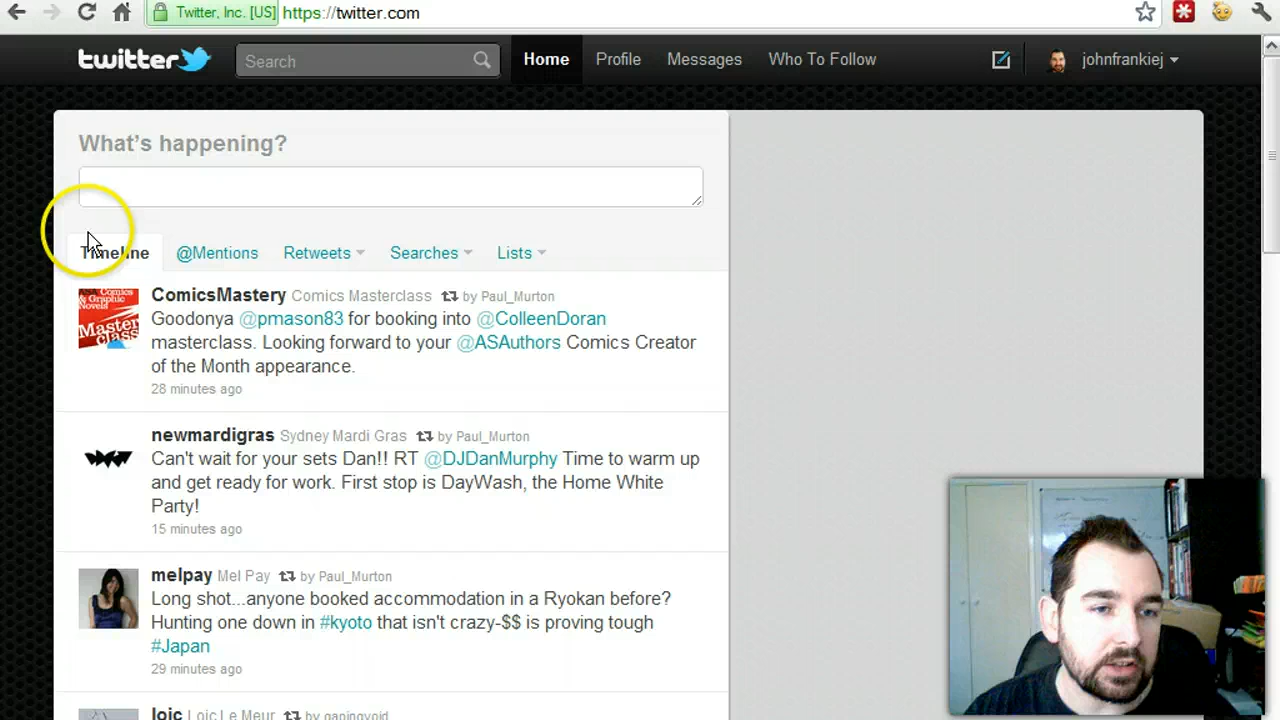 Twitter, Inc. [US] https://twitter.com
twitter Search Home Profile Messages Who To Follow johnfrankiej
What's happening?
Timeline @Mentions Retweets Searches Lists
ComicsMastery Comics Masterclass by Paul_Murton
Goodonya @pmason83 for booking into @ColleenDoran
masterclass. Looking forward to your @ASAuthors Comics Creator
of the Month appearance.
28 minutes ago
ASA Comics
& Graphic
Novels
Master
class
newmardigras Sydney Mardi Gras by Paul_Murton
Can't wait for your sets Dan!! RT @DJDanMurphy Time to warm up
and get ready for work. First stop is DayWash, the Home White
Party!
15 minutes ago
melpay Mel Pay by Paul_Murton
Long shot...anyone booked accommodation in a Ryokan before?
Hunting one down in #kyoto that isn't crazy-$$ is proving tough
#Japan
29 minutes ago
loic Loic Le Meur by gapingvoid